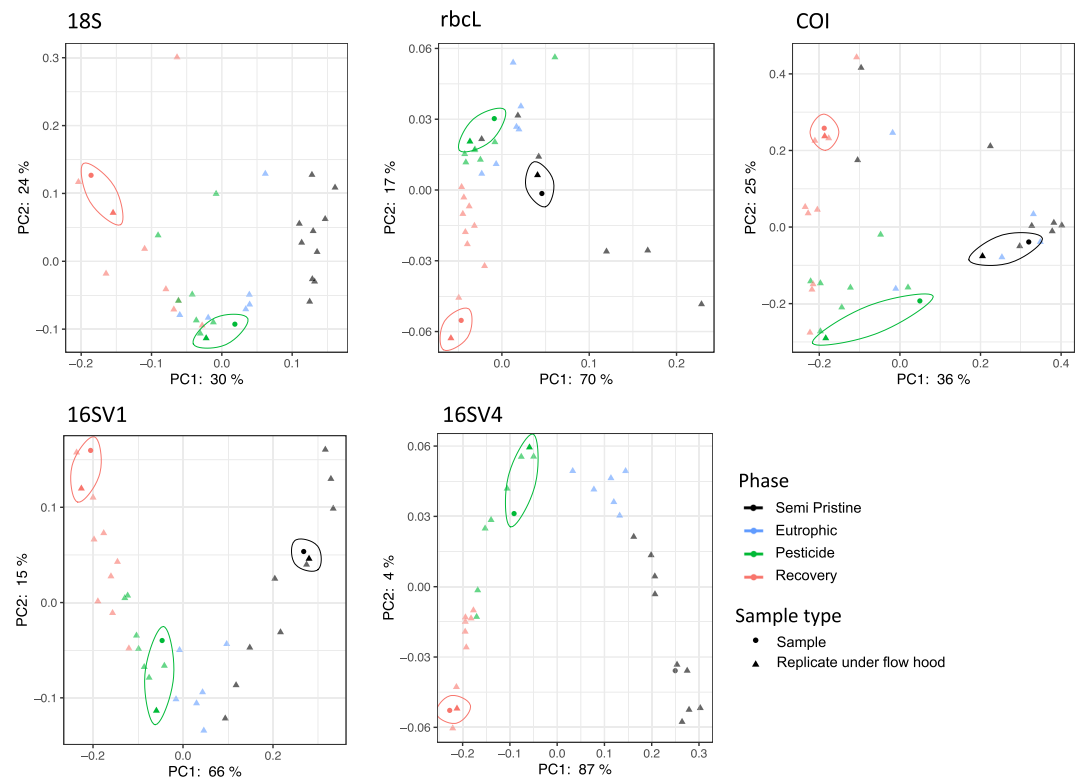 18S
0.3
0.2
0.1
0.0
−0.1
PC2: 24 %
−0.2
−0.1
0.0
0.1
PC1: 30 %
rbcL
0.06
0.03
0.00
−0.03
−0.06
PC2: 17 %
0.0
0.1
0.2
PC1: 70 %
COI
0.4
0.2
0.0
−0.2
PC2: 25 %
−0.2
0.0
0.2
0.4
PC1: 36 %
16SV1
0.1
0.0
−0.1
PC2: 15 %
−0.2
0.0
0.2
PC1: 66 %
16SV4
0.06
0.03
0.00
−0.03
−0.06
PC2: 4 %
−0.2
−0.1
0.0
0.1
0.2
0.3
PC1: 87 %
Phase
Semi Pristine
Eutrophic
Pesticide
Recovery
Sample type
Sample
Replicate under flow hood